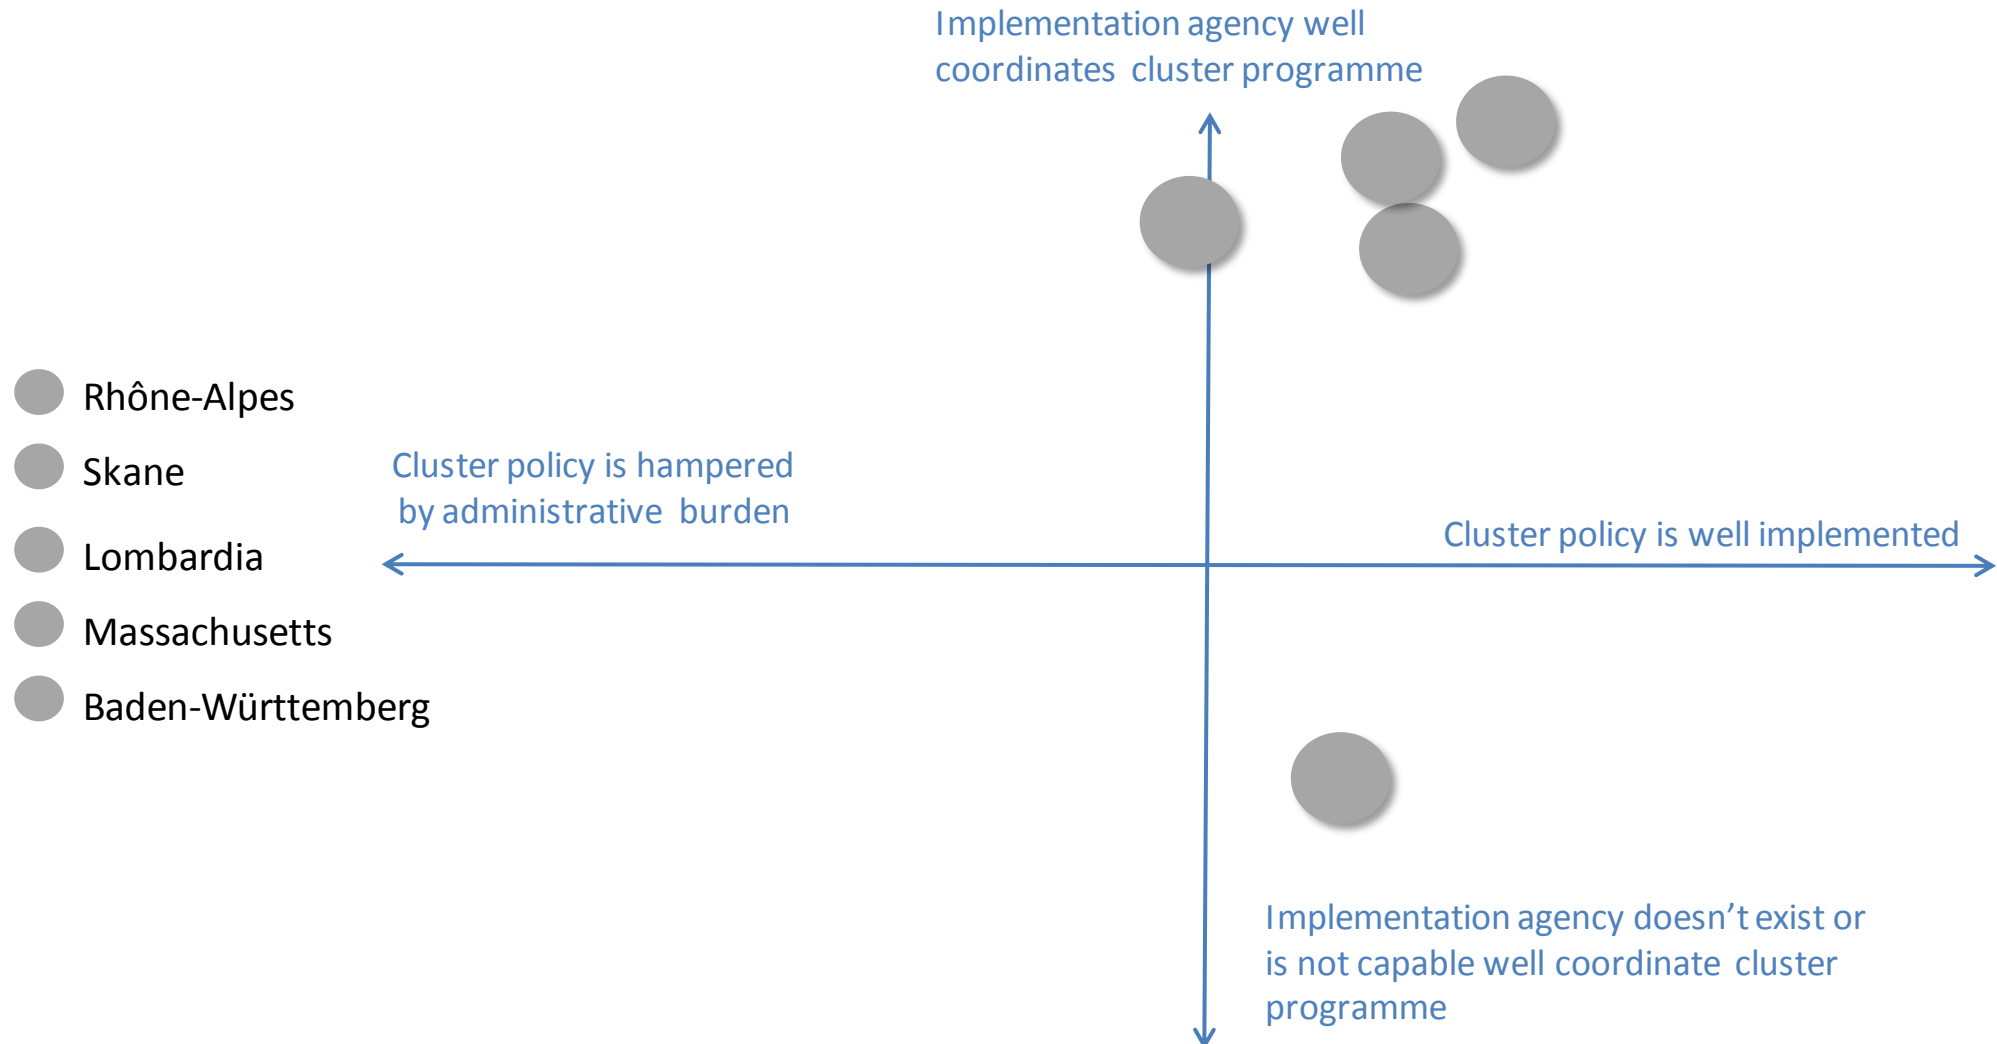 Implementation agency well
coordinates cluster programme
Rhône-Alpes
Skane
Lombardia
Massachusetts
Baden-Württemberg
Cluster policy is hampered
by administrative burden
Cluster policy is well implemented
Implementation agency doesn’t exist or
is not capable well coordinate cluster
programme